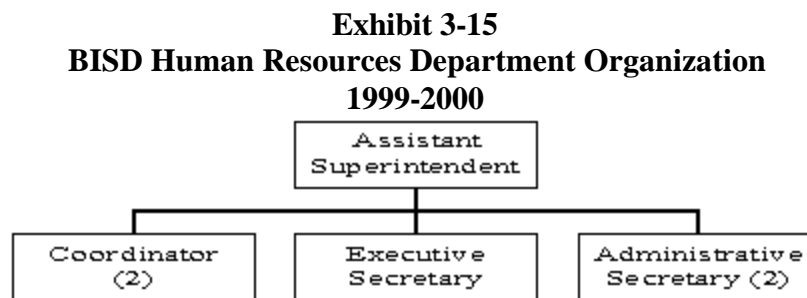 Exhibit 3-15
BISD Human Resources Department Organization
1999-2000
Assistant
Superintendent
Coordinator
(2)
Executive
Secretary
Administrative
Secretary (2)